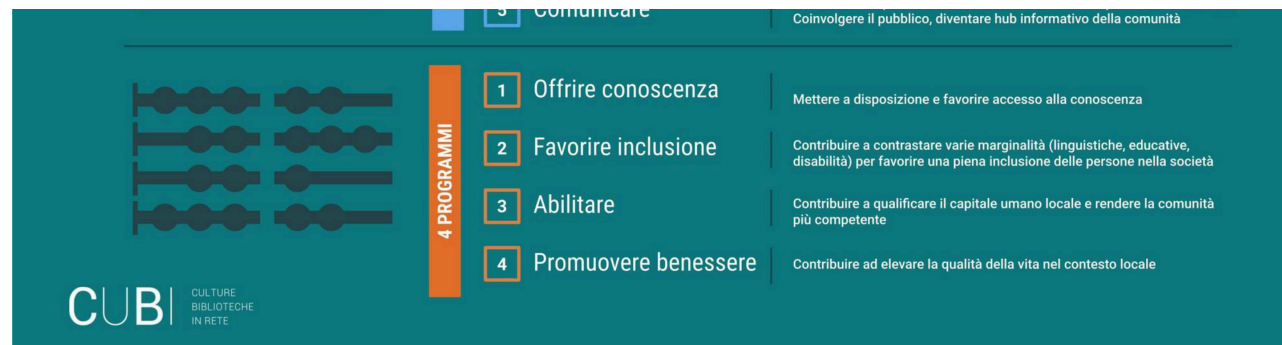 5 Comunicare
Coinvolgere il pubblico, diventare hub informativo della comunità
4 PROGRAMMI
1 Offrire conoscenza
Mettere a disposizione e favorire accesso alla conoscenza
2 Favorire inclusione
Contribuire a contrastare varie marginalità (linguistiche, educative,
disabilità) per favorire una piena inclusione delle persone nella società
3 Abilitare
Contribuire a qualificare il capitale umano locale e rendere la comunità
più competente
4 Promuovere benessere
Contribuire ad elevare la qualità della vita nel contesto locale
CUBI
CULTURE
BIBLIOTECHE
IN RETE